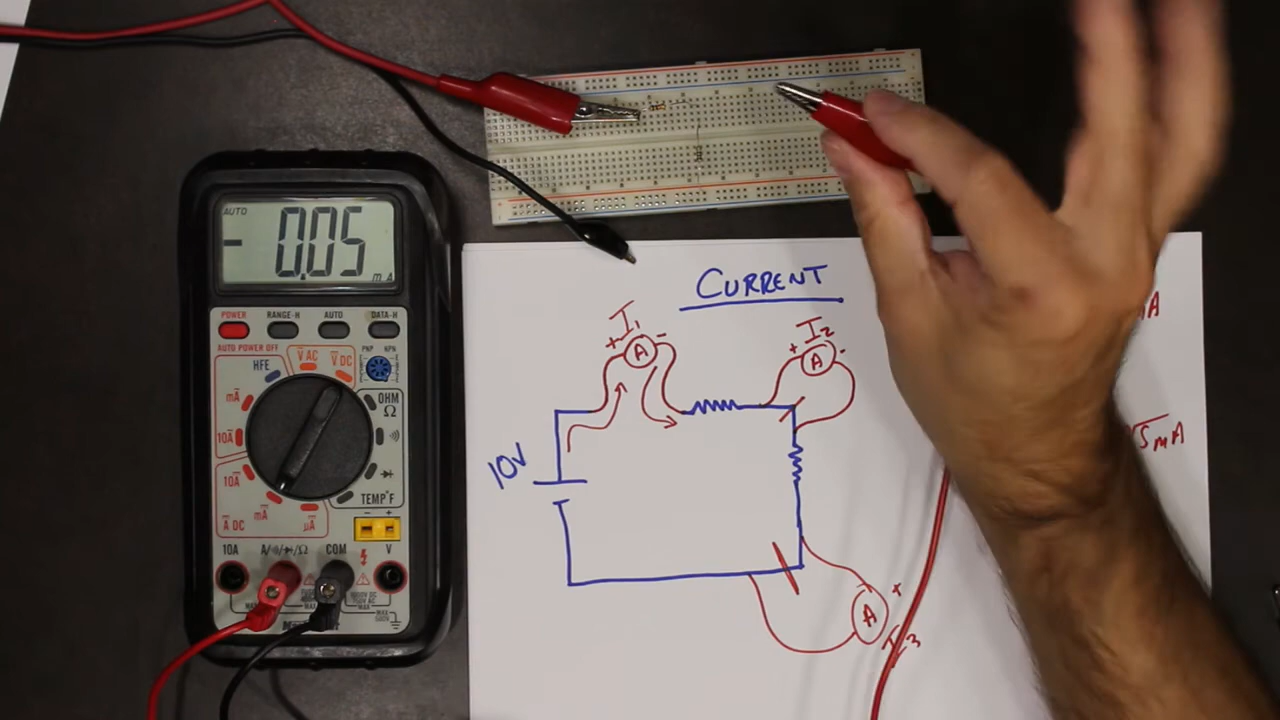 AUTO
- 0.05
mA
POWER
RANGE-H
AUTO
DATA-H
AUTO POWER OFF
PNP
NPN
HFE
V AC
V DC
mA
OHM
Ω
10A
10A
mA
A DC
µA
TEMP°F
- +
10A
A/
/Ω
COM
V
CURRENT
I1
+ A -
I2
+ A -
10V
A +
I3
A
5mA